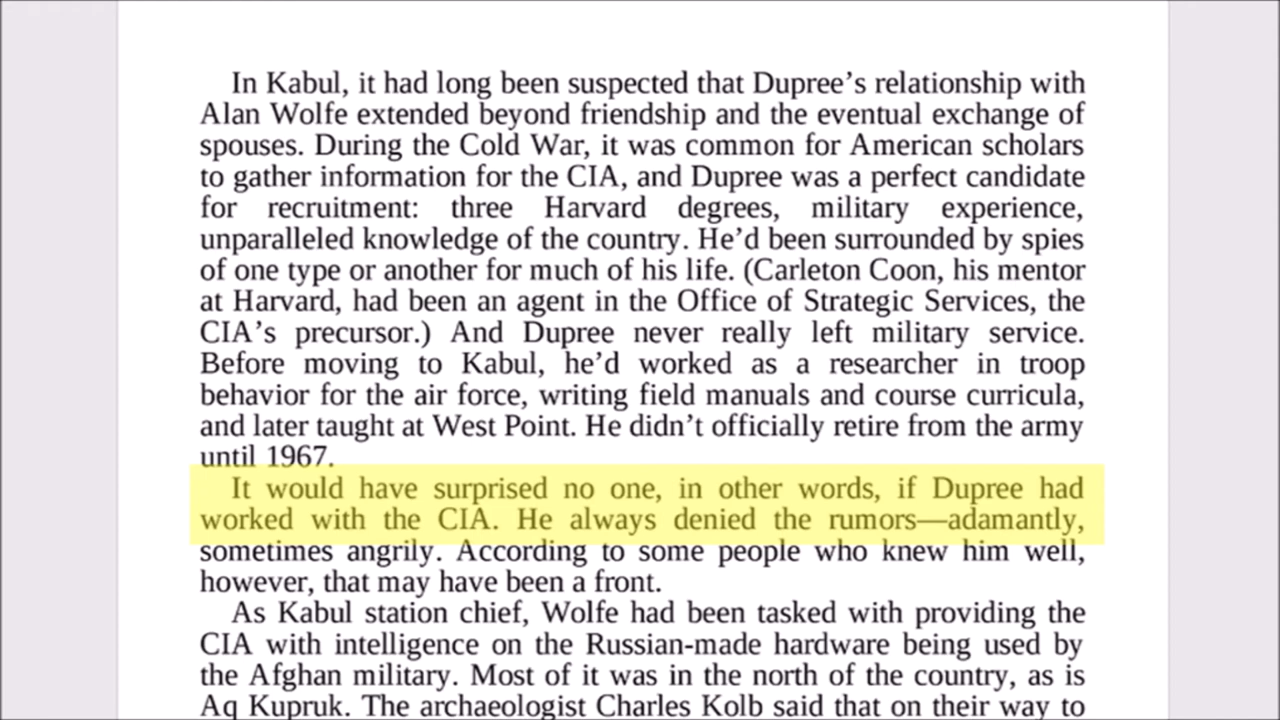 In Kabul, it had long been suspected that Dupree’s relationship with
Alan Wolfe extended beyond friendship and the eventual exchange of
spouses. During the Cold War, it was common for American scholars
to gather information for the CIA, and Dupree was a perfect candidate
for recruitment: three Harvard degrees, military experience,
unparalleled knowledge of the country. He’d been surrounded by spies
of one type or another for much of his life. (Carleton Coon, his mentor
at Harvard, had been an agent in the Office of Strategic Services, the
CIA’s precursor.) And Dupree never really left military service.
Before moving to Kabul, he’d worked as a researcher in troop
behavior for the air force, writing field manuals and course curricula,
and later taught at West Point. He didn’t officially retire from the army
until 1967.
It would have surprised no one, in other words, if Dupree had
worked with the CIA. He always denied the rumors—adamantly,
sometimes angrily. According to some people who knew him well,
however, that may have been a front.
As Kabul station chief, Wolfe had been tasked with providing the
CIA with intelligence on the Russian-made hardware being used by
the Afghan military. Most of it was in the north of the country, as is
Aq Kupruk. The archaeologist Charles Kolb said that on their way to